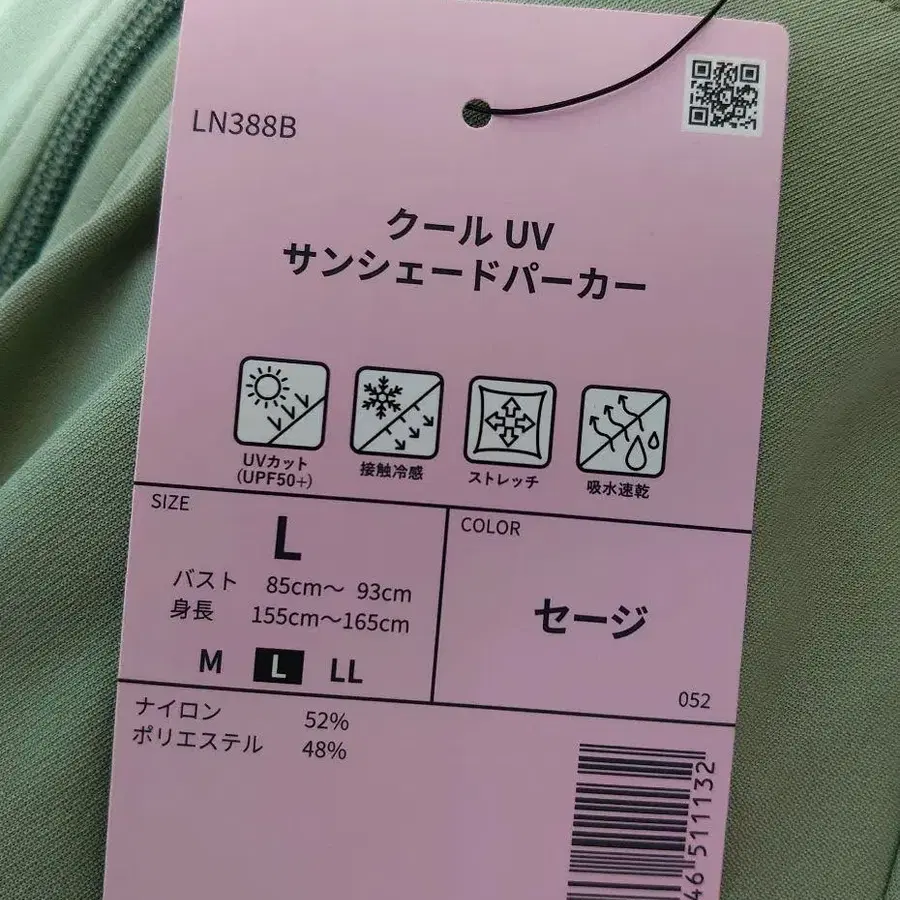 LN388B
クール UV
サンシェードパーカー
UVカット
(UPF50+)
接触冷感
ストレッチ
吸水速乾
SIZE
L
バスト 85cm〜 93cm
身長 155cm〜165cm
M L LL
COLOR
セージ
052
ナイロン 52%
ポリエステル 48%
46 511132